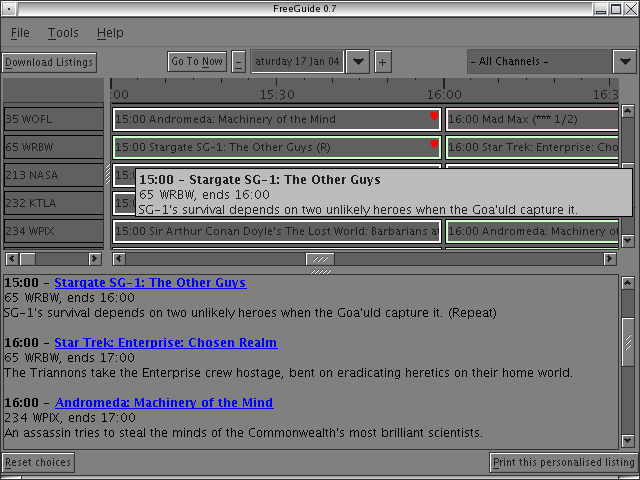 FreeGuide 0.7
File Tools Help
Download Listings
Go To Now
–
aturday 17 Jan 04
+
- All Channels -
:00 15:30 16:00 16:3
35 WOFL 15:00 Andromeda: Machinery of the Mind 16:00 Mad Max (*** 1/2)
65 WRBW 15:00 Stargate SG-1: The Other Guys (R) 16:00 Star Trek: Enterprise: Cho
213 NASA
15:00 - Stargate SG-1: The Other Guys
65 WRBW, ends 16:00
SG-1's survival depends on two unlikely heroes when the Goa'uld capture it.
232 KTLA
234 WPIX 15:00 Sir Arthur Conan Doyle's The Lost World: Barbarians a 16:00 Andromeda: Machinery of
15:00 - Stargate SG-1: The Other Guys
65 WRBW, ends 16:00
SG-1's survival depends on two unlikely heroes when the Goa'uld capture it. (Repeat)
16:00 - Star Trek: Enterprise: Chosen Realm
65 WRBW, ends 17:00
The Triannons take the Enterprise crew hostage, bent on eradicating heretics on their home world.
16:00 - Andromeda: Machinery of the Mind
234 WPIX, ends 17:00
An assassin tries to steal the minds of the Commonwealth's most brilliant scientists.
Reset choices
Print this personalised listing